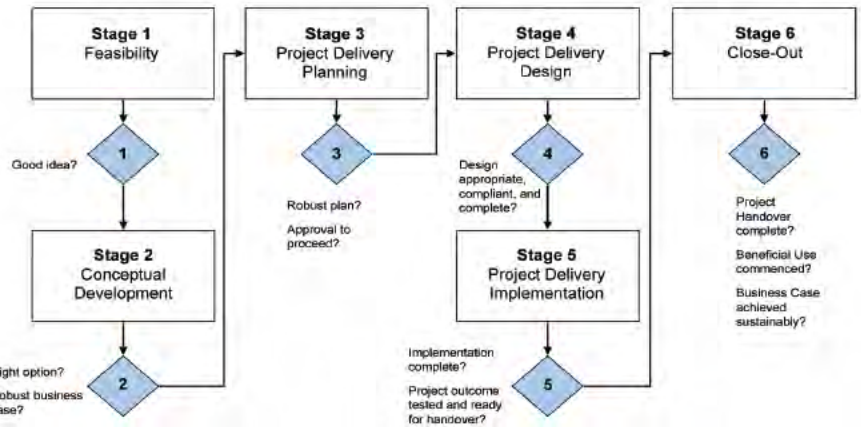 Stage 1
Feasibility
1
Good idea?
Stage 2
Conceptual
Development
2
ight option?
obust business
ase?
Stage 3
Project Delivery
Planning
3
Robust plan?
Approval to
proceed?
Stage 4
Project Delivery
Design
4
Design
appropriate,
compliant, and
complete?
Stage 5
Project Delivery
Implementation
5
Implementation
complete?
Project outcome
tested and ready
for handover?
Stage 6
Close-Out
6
Project
Handover
complete?
Beneficial Use
commenced?
Business Case
achieved
sustainably?